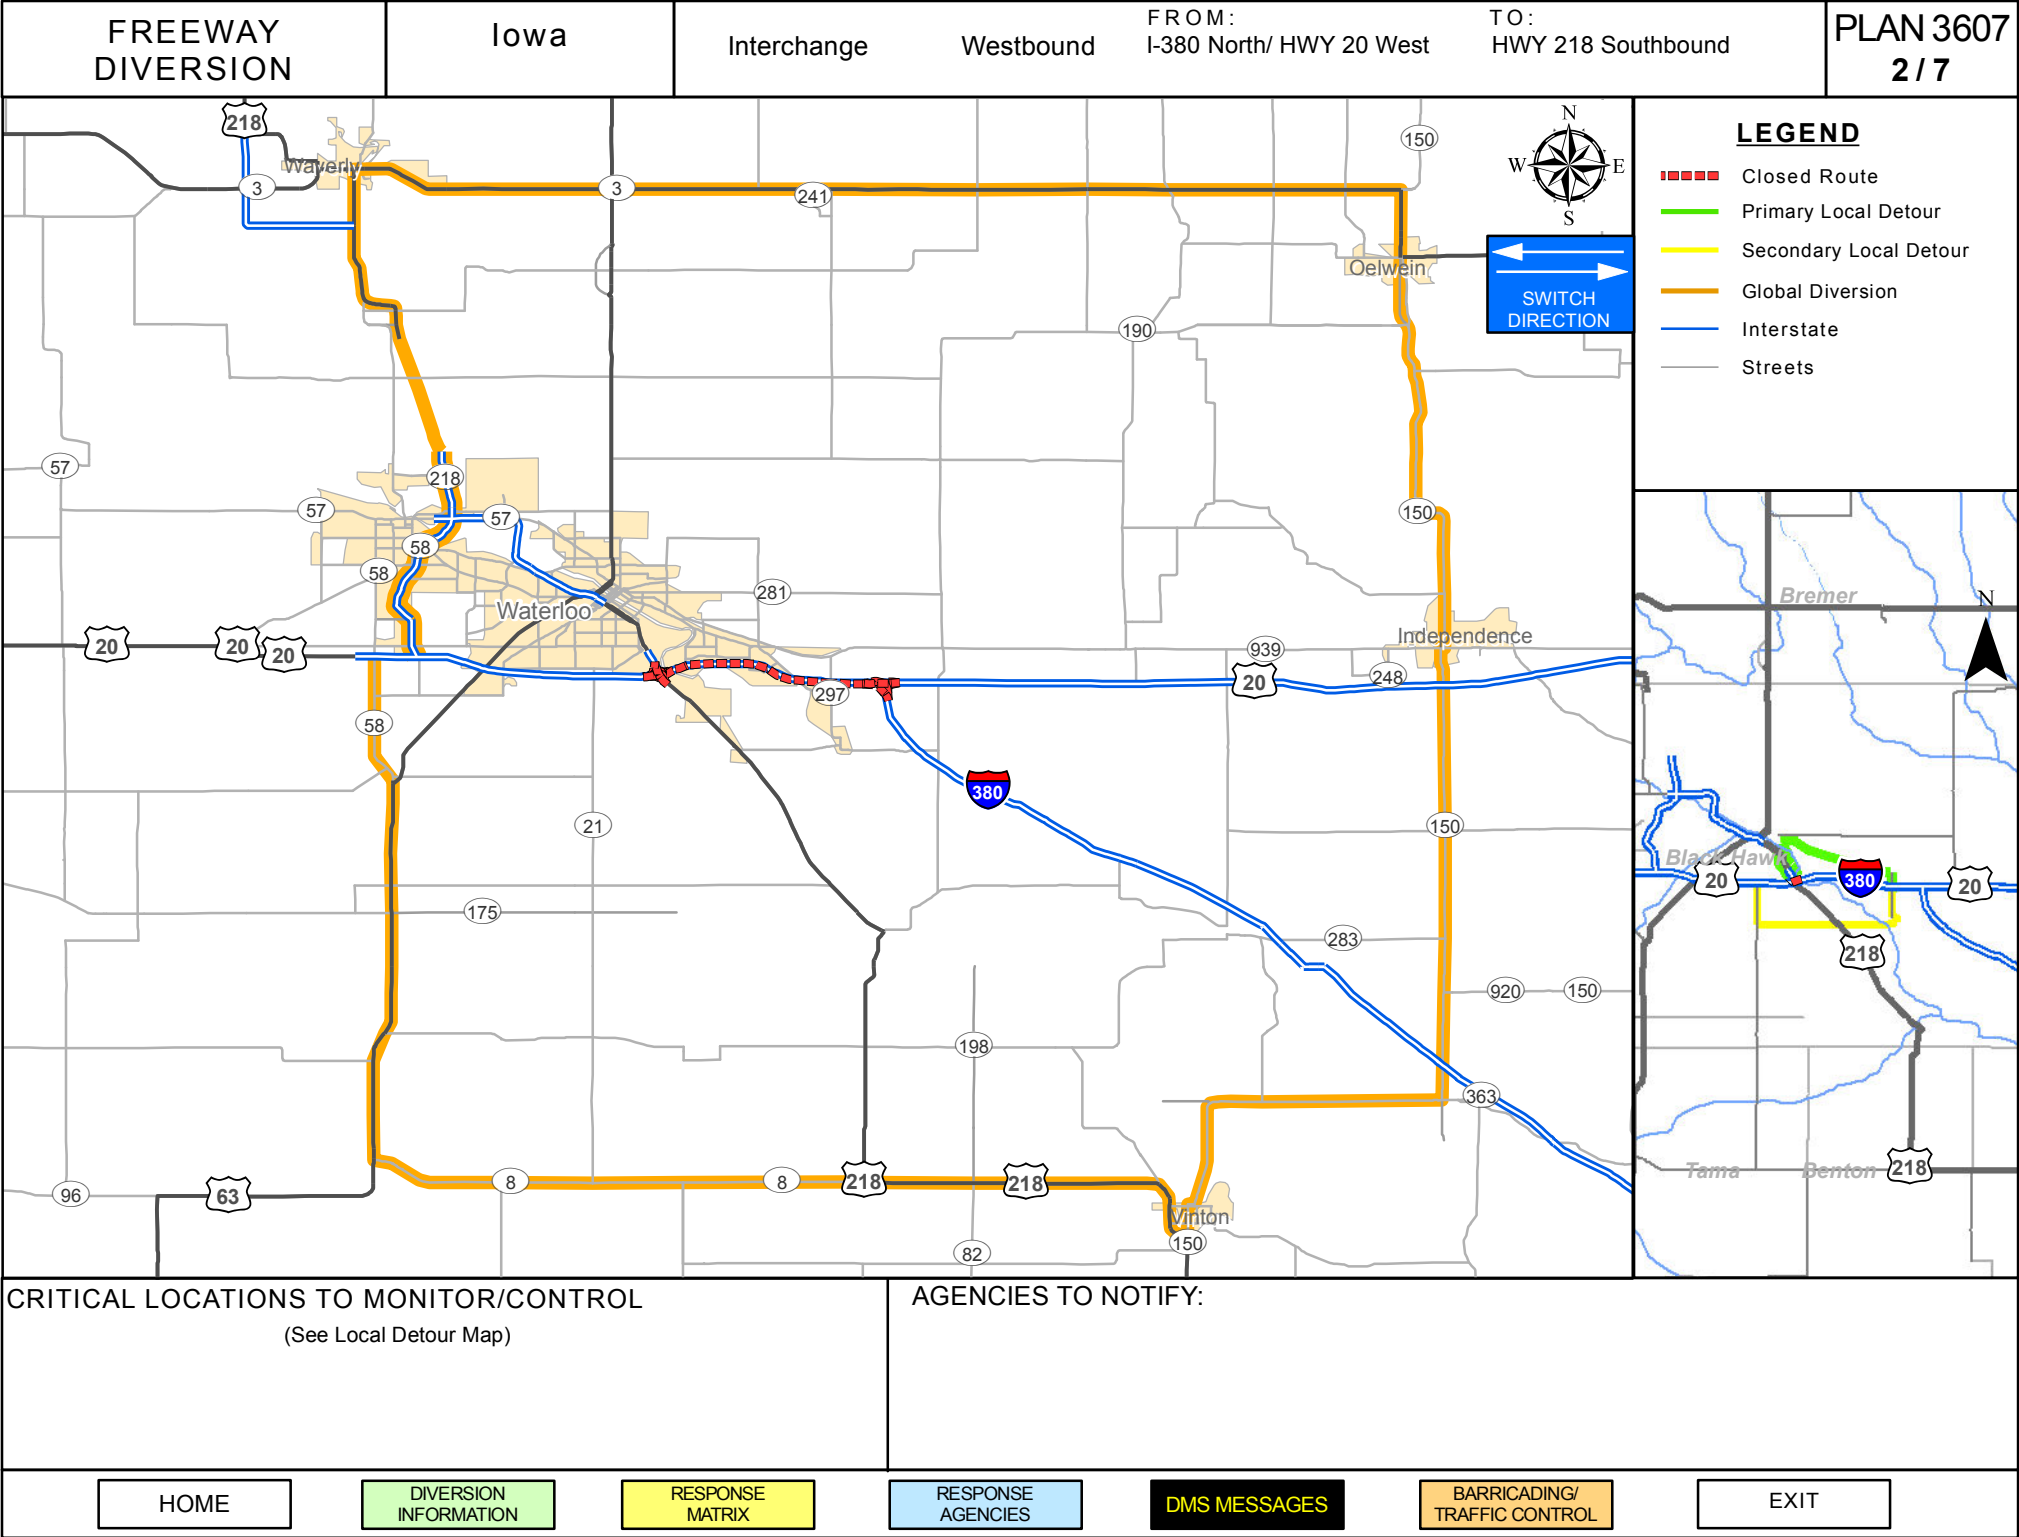 FREEWAY
DIVERSION
Iowa
Interchange
Westbound
FROM:
I-380 North/ HWY 20 West
TO:
HWY 218 Southbound
PLAN 3607
2 / 7
218
Waverly
3
3
241
150
N
W
E
S
Oelwein
SWITCH
DIRECTION
190
57
218
57
57
150
58
58
281
Waterloo
20
20
20
Independence
939
248
20
297
58
380
21
150
175
283
920
150
198
363
96
63
8
8
218
218
Vinton
150
82
LEGEND
Closed Route
Primary Local Detour
Secondary Local Detour
Global Diversion
Interstate
Streets
Bremer
N
Black Hawk
20
380
20
218
Tama
Benton
218
CRITICAL LOCATIONS TO MONITOR/CONTROL
(See Local Detour Map)
AGENCIES TO NOTIFY:
HOME
DIVERSION
INFORMATION
RESPONSE
MATRIX
RESPONSE
AGENCIES
DMS MESSAGES
BARRICADING/
TRAFFIC CONTROL
EXIT